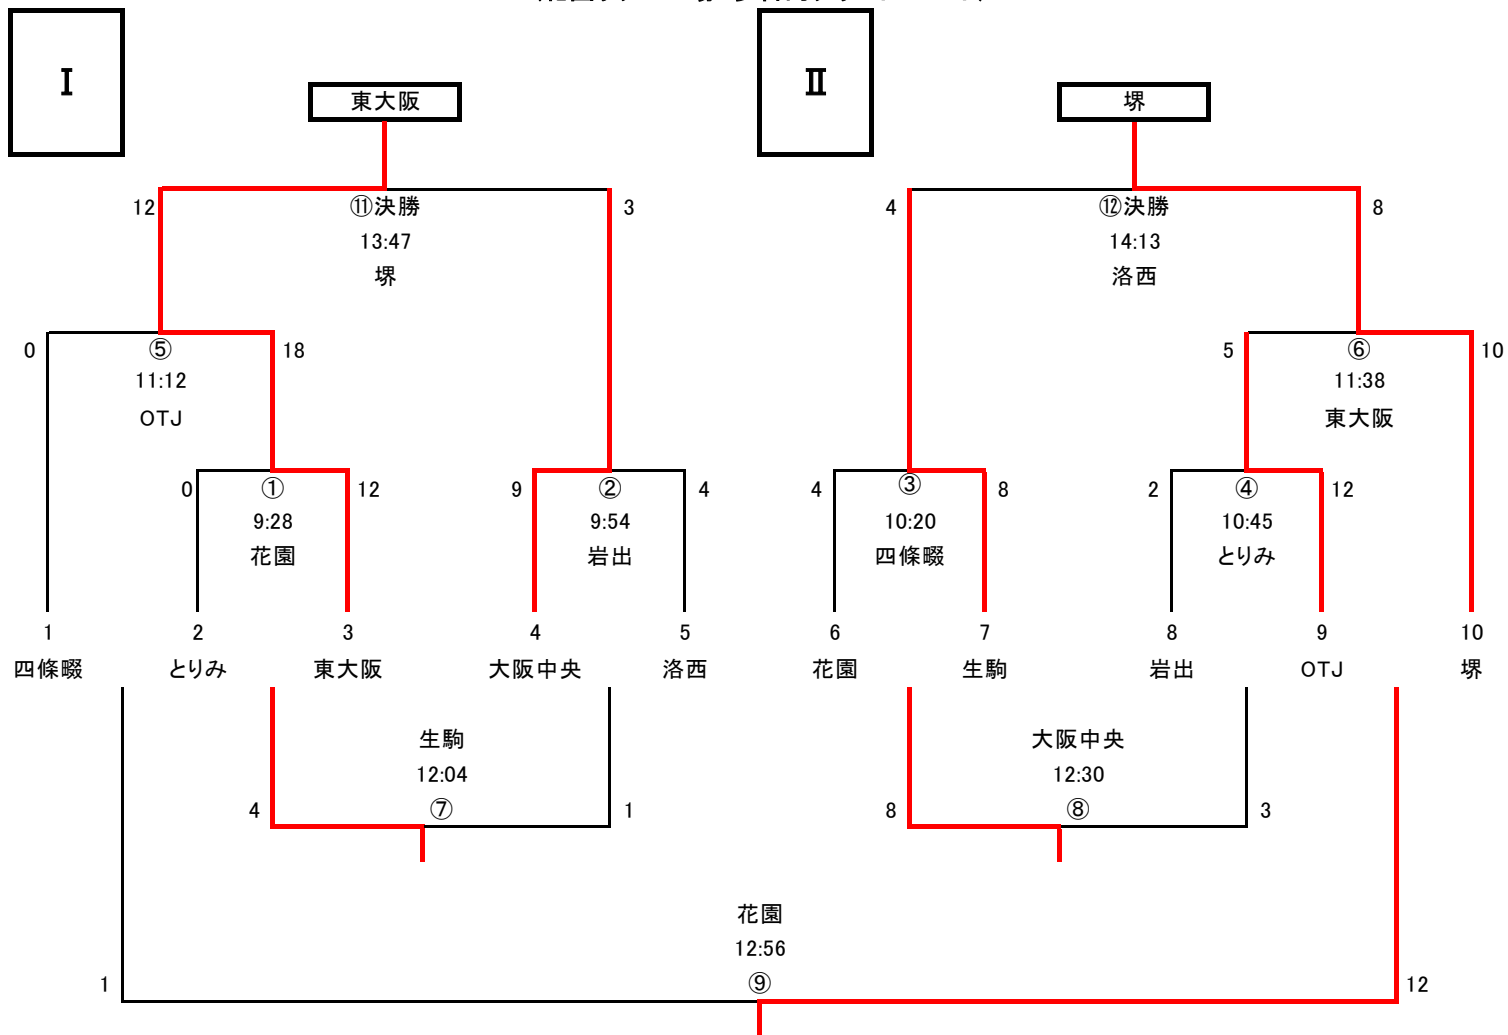 Ⅰ Ⅱ
東大阪 堺
12 ⑪決勝 3 4 ⑫決勝 8
13:47 14:13
堺 洛西
0 ⑤ 18 5 ⑥ 10
11:12 11:38
OTJ 東大阪
0 ① 12 9 ② 4 4 ③ 8 2 ④ 12
9:28 9:54 10:20 10:45
花園 岩出 四條畷 とりみ
1 2 3 4 5 6 7 8 9 10
四條畷 とりみ 東大阪 大阪中央 洛西 花園 生駒 岩出 OTJ 堺
生駒 大阪中央
12:04 12:30
4 ⑦ 1 8 ⑧ 3
花園
12:56
1 ⑨ 12